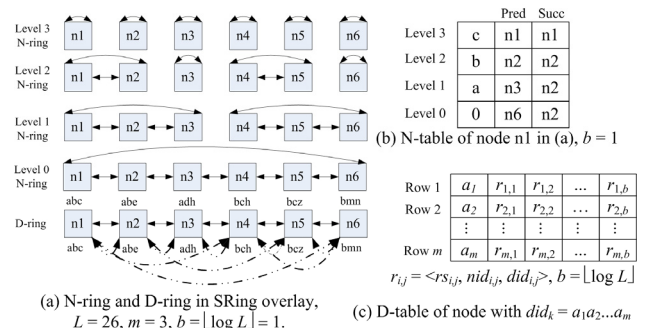 Level 3
N-ring
n1 n2 n3 n4 n5 n6
Level 2
N-ring
n1 n2 n3 n4 n5 n6
Level 1
N-ring
n1 n2 n3 n4 n5 n6
Level 0
N-ring
n1 n2 n3 n4 n5 n6
abc abe adh bch bcz bmn
D-ring
n1 n2 n3 n4 n5 n6
abc abe adh bch bcz bmn
(a) N-ring and D-ring in SRing overlay,
L = 26, m = 3, b = ⌊log L⌋ = 1.
Pred Succ
Level 3 c n1 n1
Level 2 b n2 n2
Level 1 a n3 n2
Level 0 0 n6 n2
(b) N-table of node n1 in (a), b = 1
Row 1 a1 r1,1 r1,2 ... r1,b
Row 2 a2 r2,1 r2,2 ... r2,b
⋮ ⋮ ⋮ ⋮ ⋮
Row m am rm,1 rm,2 ... rm,b
ri,j = <rsi,j, nidi,j, didi,j>, b = ⌊log L⌋
(c) D-table of node with didk = a1a2...am